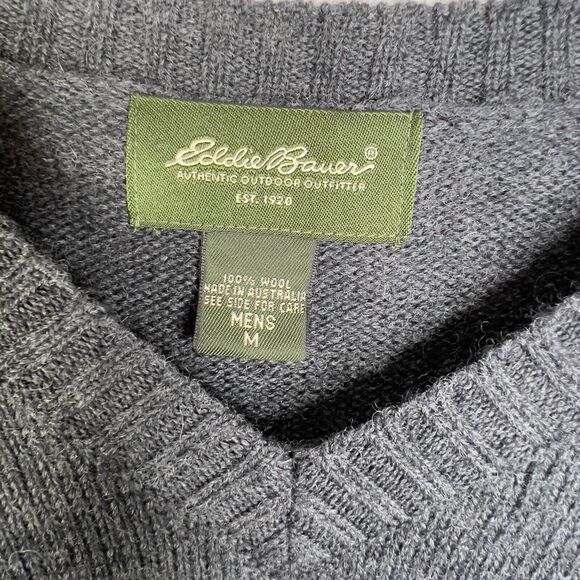 Eddie Bauer®
AUTHENTIC OUTDOOR OUTFITTER
EST. 1920
100% WOOL
MADE IN AUSTRALIA
SEE SIDE FOR CARE
MENS
M